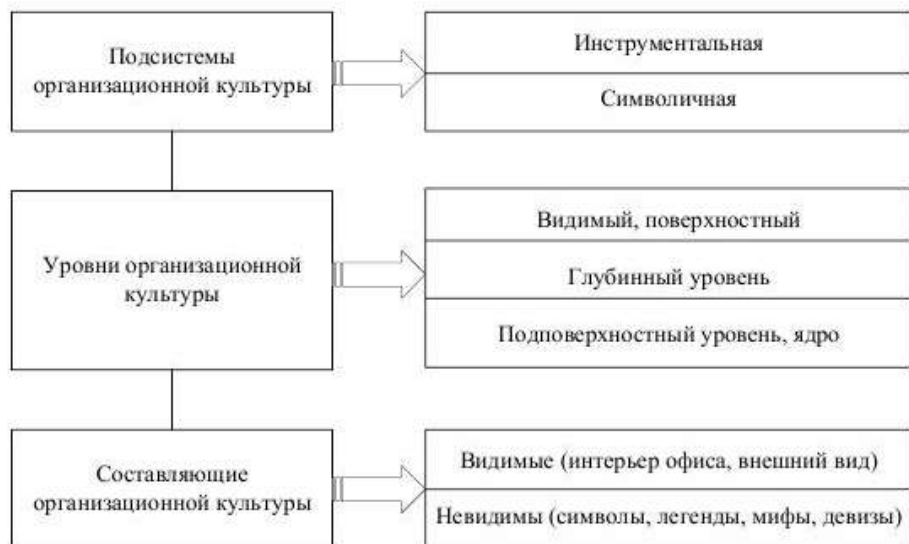 Подсистемы
организационной культуры
Инструментальная
Символичная
Уровни организационной
культуры
Видимый, поверхностный
Глубинный уровень
Подповерхностный уровень, ядро
Составляющие
организационной культуры
Видимые (интерьер офиса, внешний вид)
Невидимы (символы, легенды, мифы, девизы)